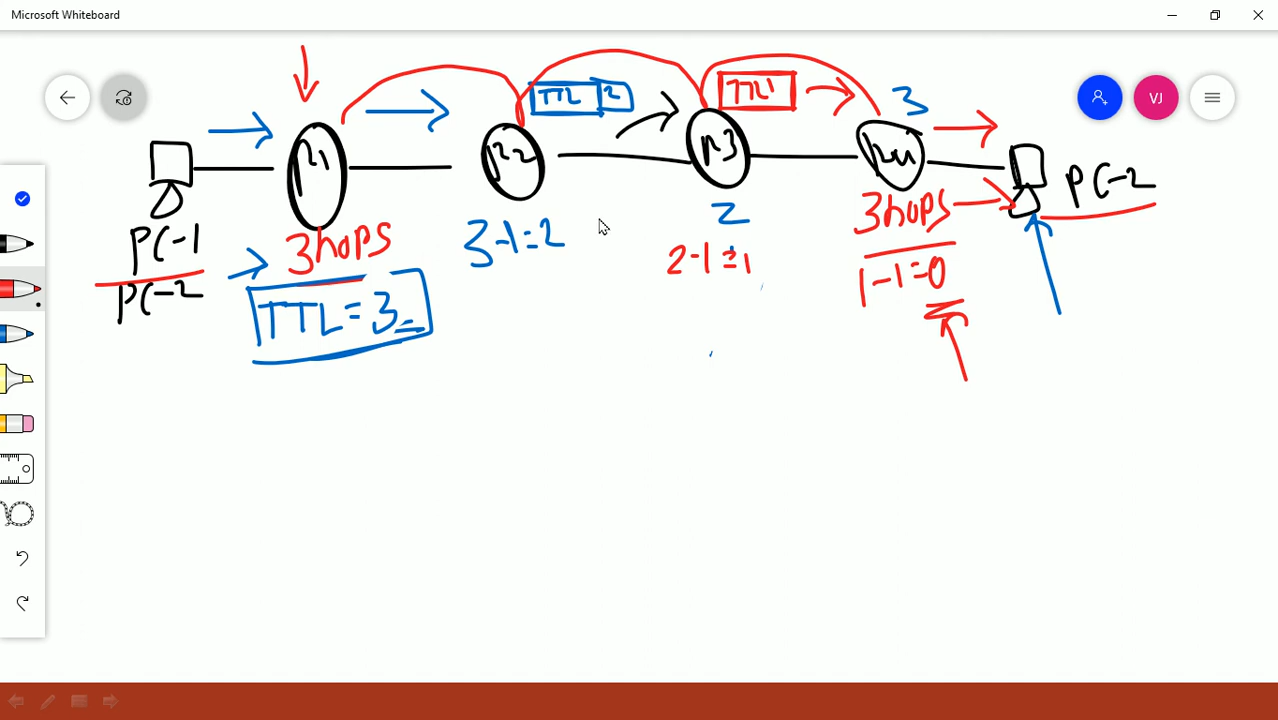 Microsoft Whiteboard
VJ
TTL 2
TTL 1
3
R1
R2
R3
R4
PC-2
PC-1
PC-2
3hops
TTL = 3
3-1=2
2
2-1=1
3hops
1-1=0